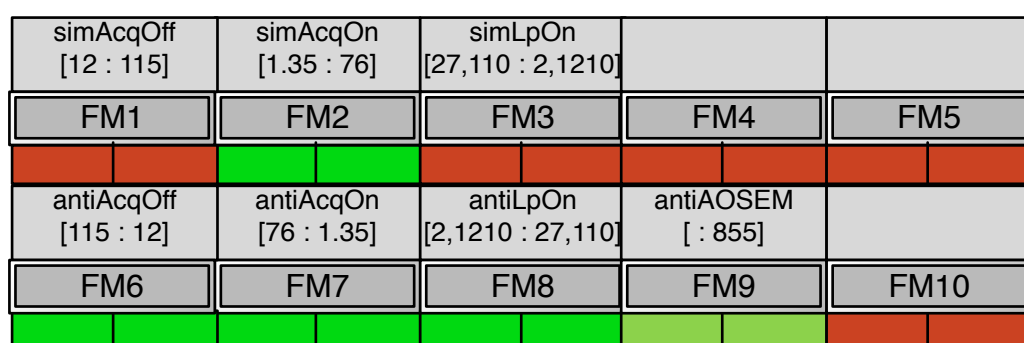 simAcqOff simAcqOn simLpOn
[12 : 115] [1.35 : 76] [27,110 : 2,1210]
FM1 FM2 FM3 FM4 FM5
antiAcqOff antiAcqOn antiLpOn antiAOSEM
[115 : 12] [76 : 1.35] [2,1210 : 27,110] [ : 855]
FM6 FM7 FM8 FM9 FM10